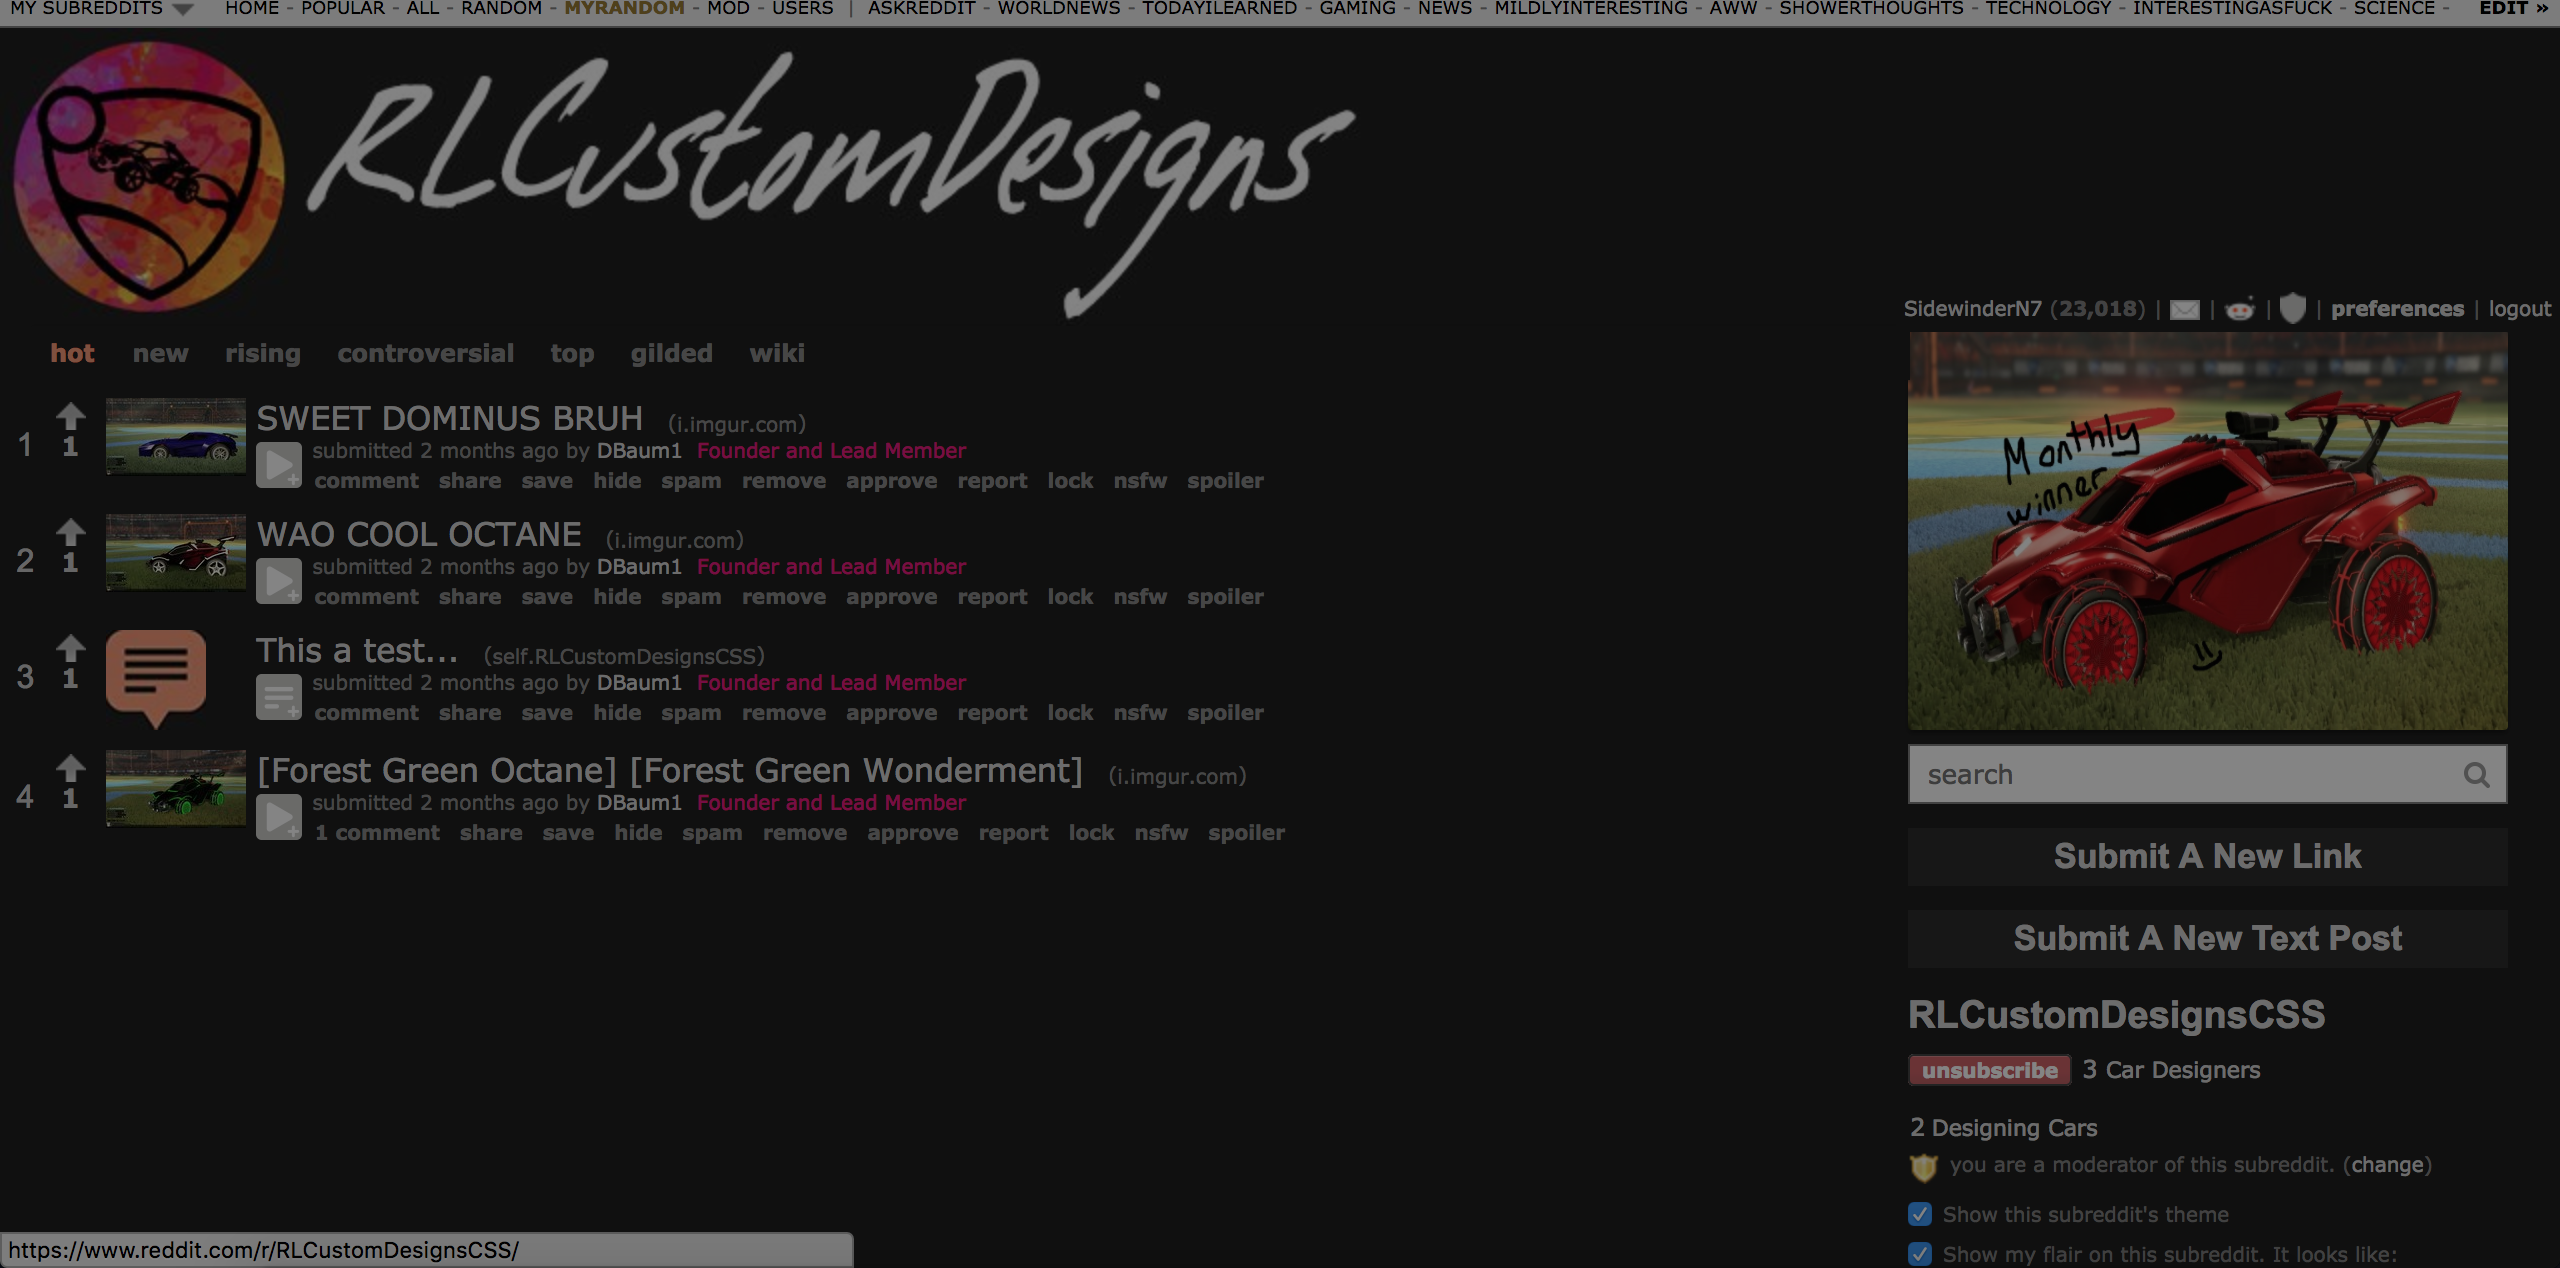 MY SUBREDDITS HOME - POPULAR - ALL - RANDOM - MYRANDOM - MOD - USERS | ASKREDDIT - WORLDNEWS - TODAYILEARNED - GAMING - NEWS - MILDLYINTERESTING - AWW - SHOWERTHOUGHTS - TECHNOLOGY - INTERESTINGASFUCK - SCIENCE - EDIT »
RLCustomDesigns
SidewinderN7 (23,018) | | | | preferences | logout
hot new rising controversial top gilded wiki
1
1
SWEET DOMINUS BRUH (i.imgur.com)
submitted 2 months ago by DBaum1 Founder and Lead Member
comment share save hide spam remove approve report lock nsfw spoiler
2
1
WAO COOL OCTANE (i.imgur.com)
submitted 2 months ago by DBaum1 Founder and Lead Member
comment share save hide spam remove approve report lock nsfw spoiler
3
1
This a test... (self.RLCustomDesignsCSS)
submitted 2 months ago by DBaum1 Founder and Lead Member
comment share save hide spam remove approve report lock nsfw spoiler
4
1
[Forest Green Octane] [Forest Green Wonderment] (i.imgur.com)
submitted 2 months ago by DBaum1 Founder and Lead Member
1 comment share save hide spam remove approve report lock nsfw spoiler
Monthly
winner
search
Submit A New Link
Submit A New Text Post
RLCustomDesignsCSS
unsubscribe 3 Car Designers
2 Designing Cars
you are a moderator of this subreddit. (change)
Show this subreddit's theme
Show my flair on this subreddit. It looks like:
https://www.reddit.com/r/RLCustomDesignsCSS/